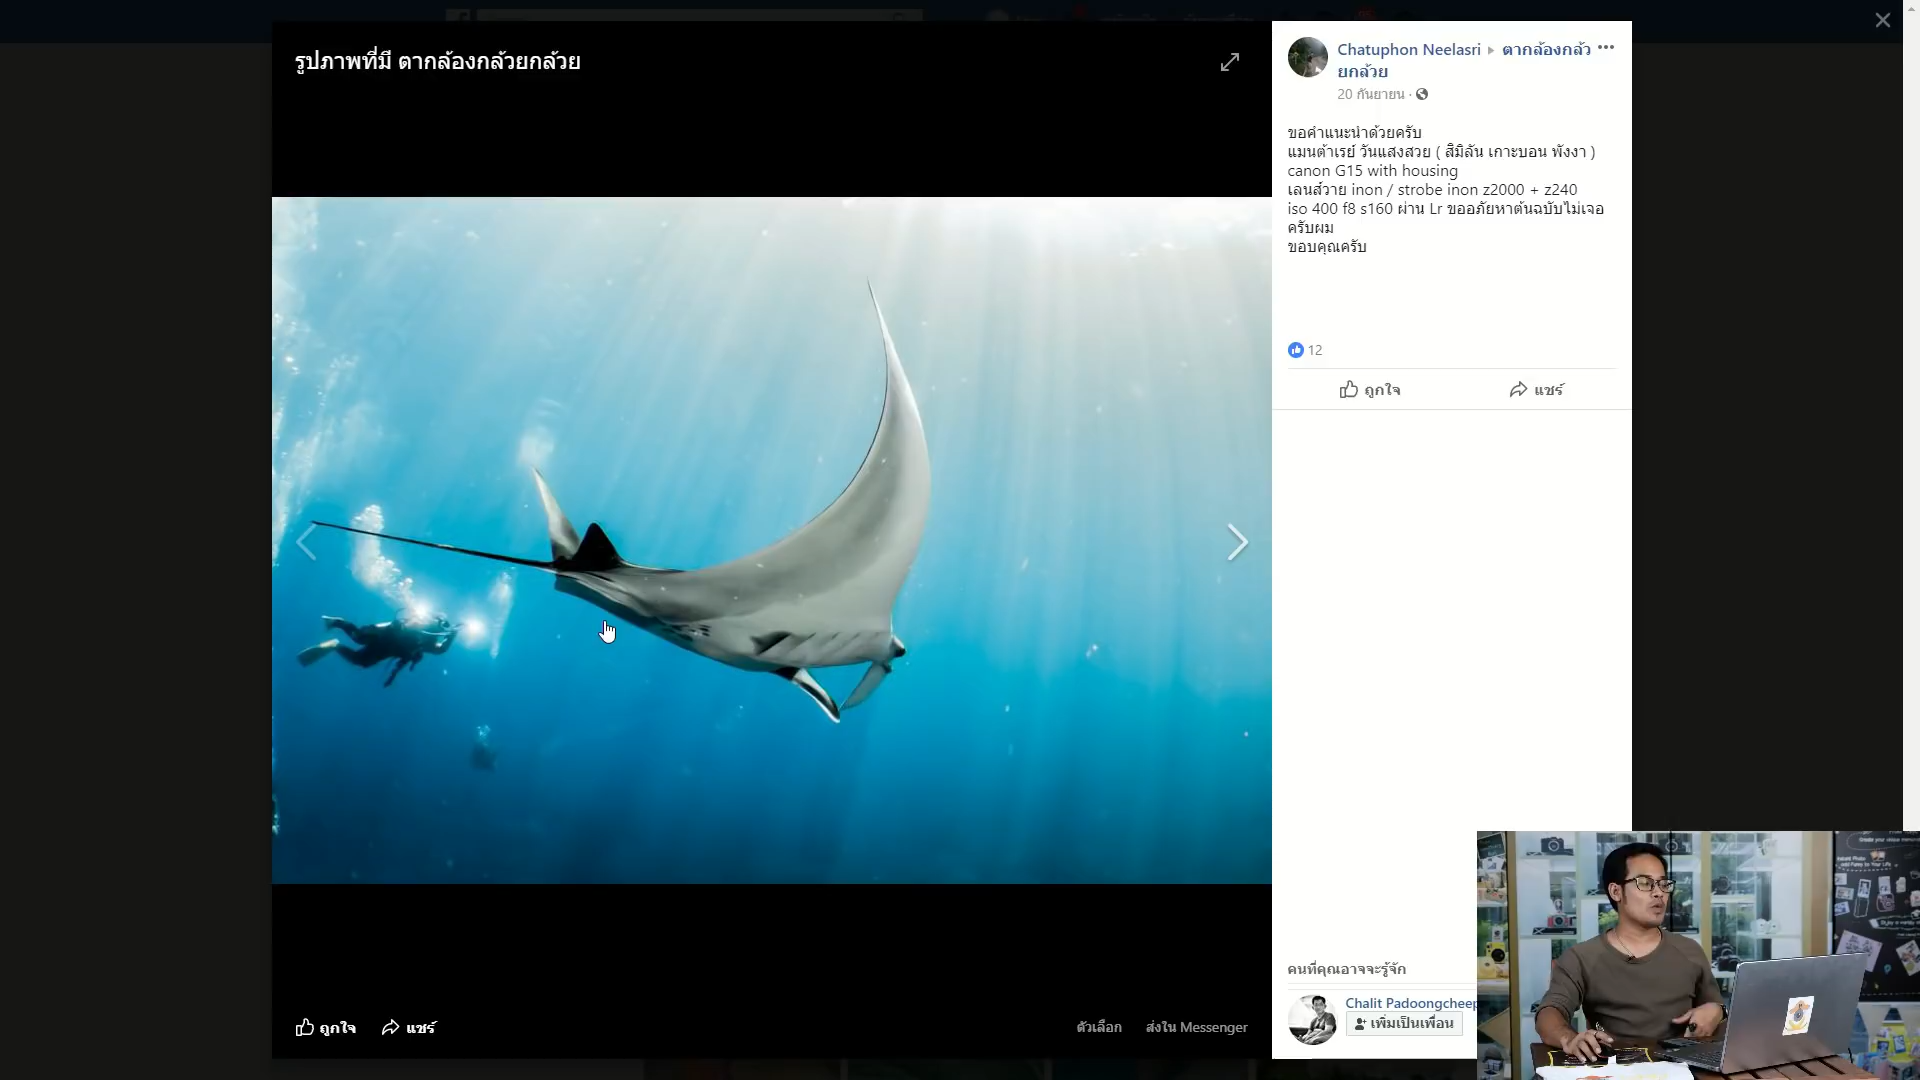 รูปภาพที่มี ตากล้องกล้วยกล้วย
Chatuphon Neelasri ▸ ตากล้องกล้ว
ยกล้วย
20 กันยายน ·
ขอคำแนะนำด้วยครับ
แมนต้าเรย์ วันแสงสวย ( สิมิลัน เกาะบอน พังงา )
canon G15 with housing
เลนส์วาย inon / strobe inon z2000 + z240
iso 400 f8 s160 ผ่าน Lr ขออภัยหาต้นฉบับไม่เจอ
ครับผม
ขอบคุณครับ
12
ถูกใจ แชร์
คนที่คุณอาจจะรู้จัก
Chalit Padoongcheep
เพิ่มเป็นเพื่อน
ถูกใจ แชร์
ตัวเลือก ส่งใน Messenger